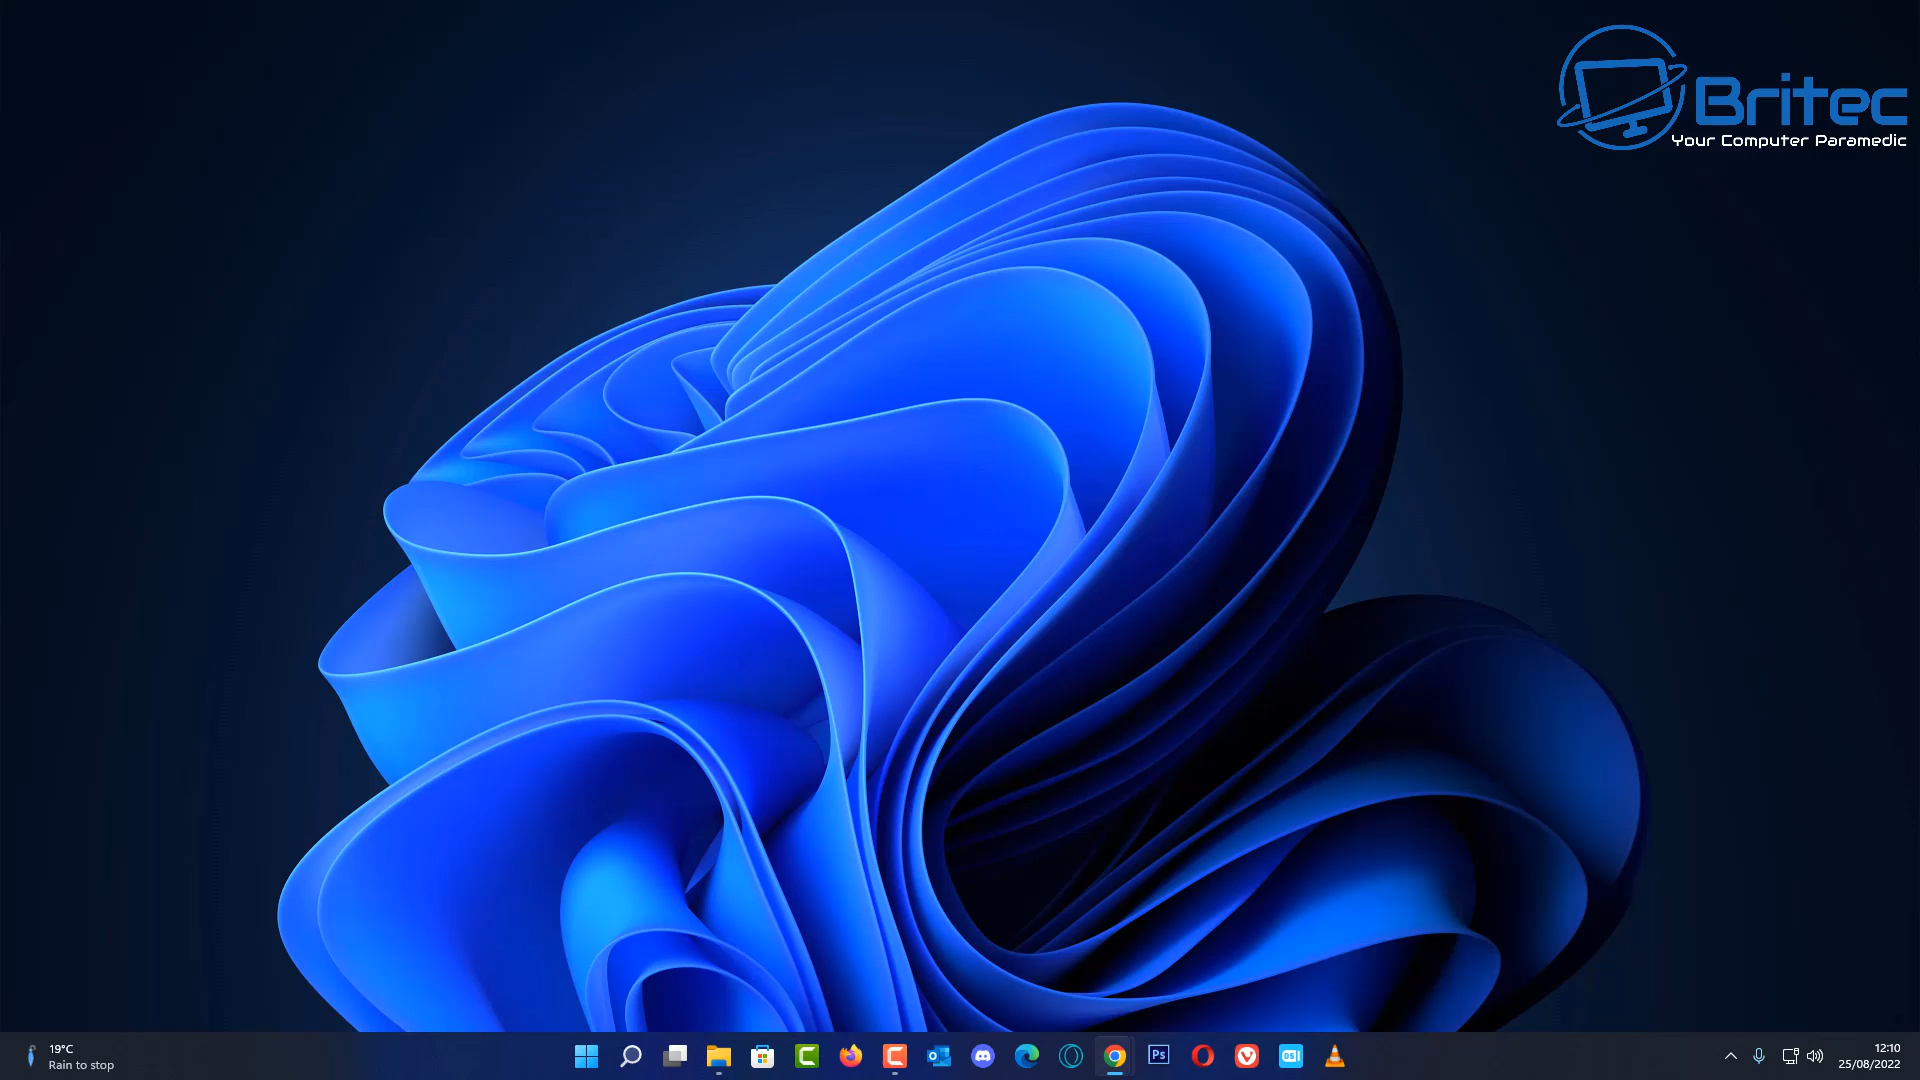 Britec
Your Computer Paramedic
19°C
Rain to stop
Ps
12:10
25/08/2022